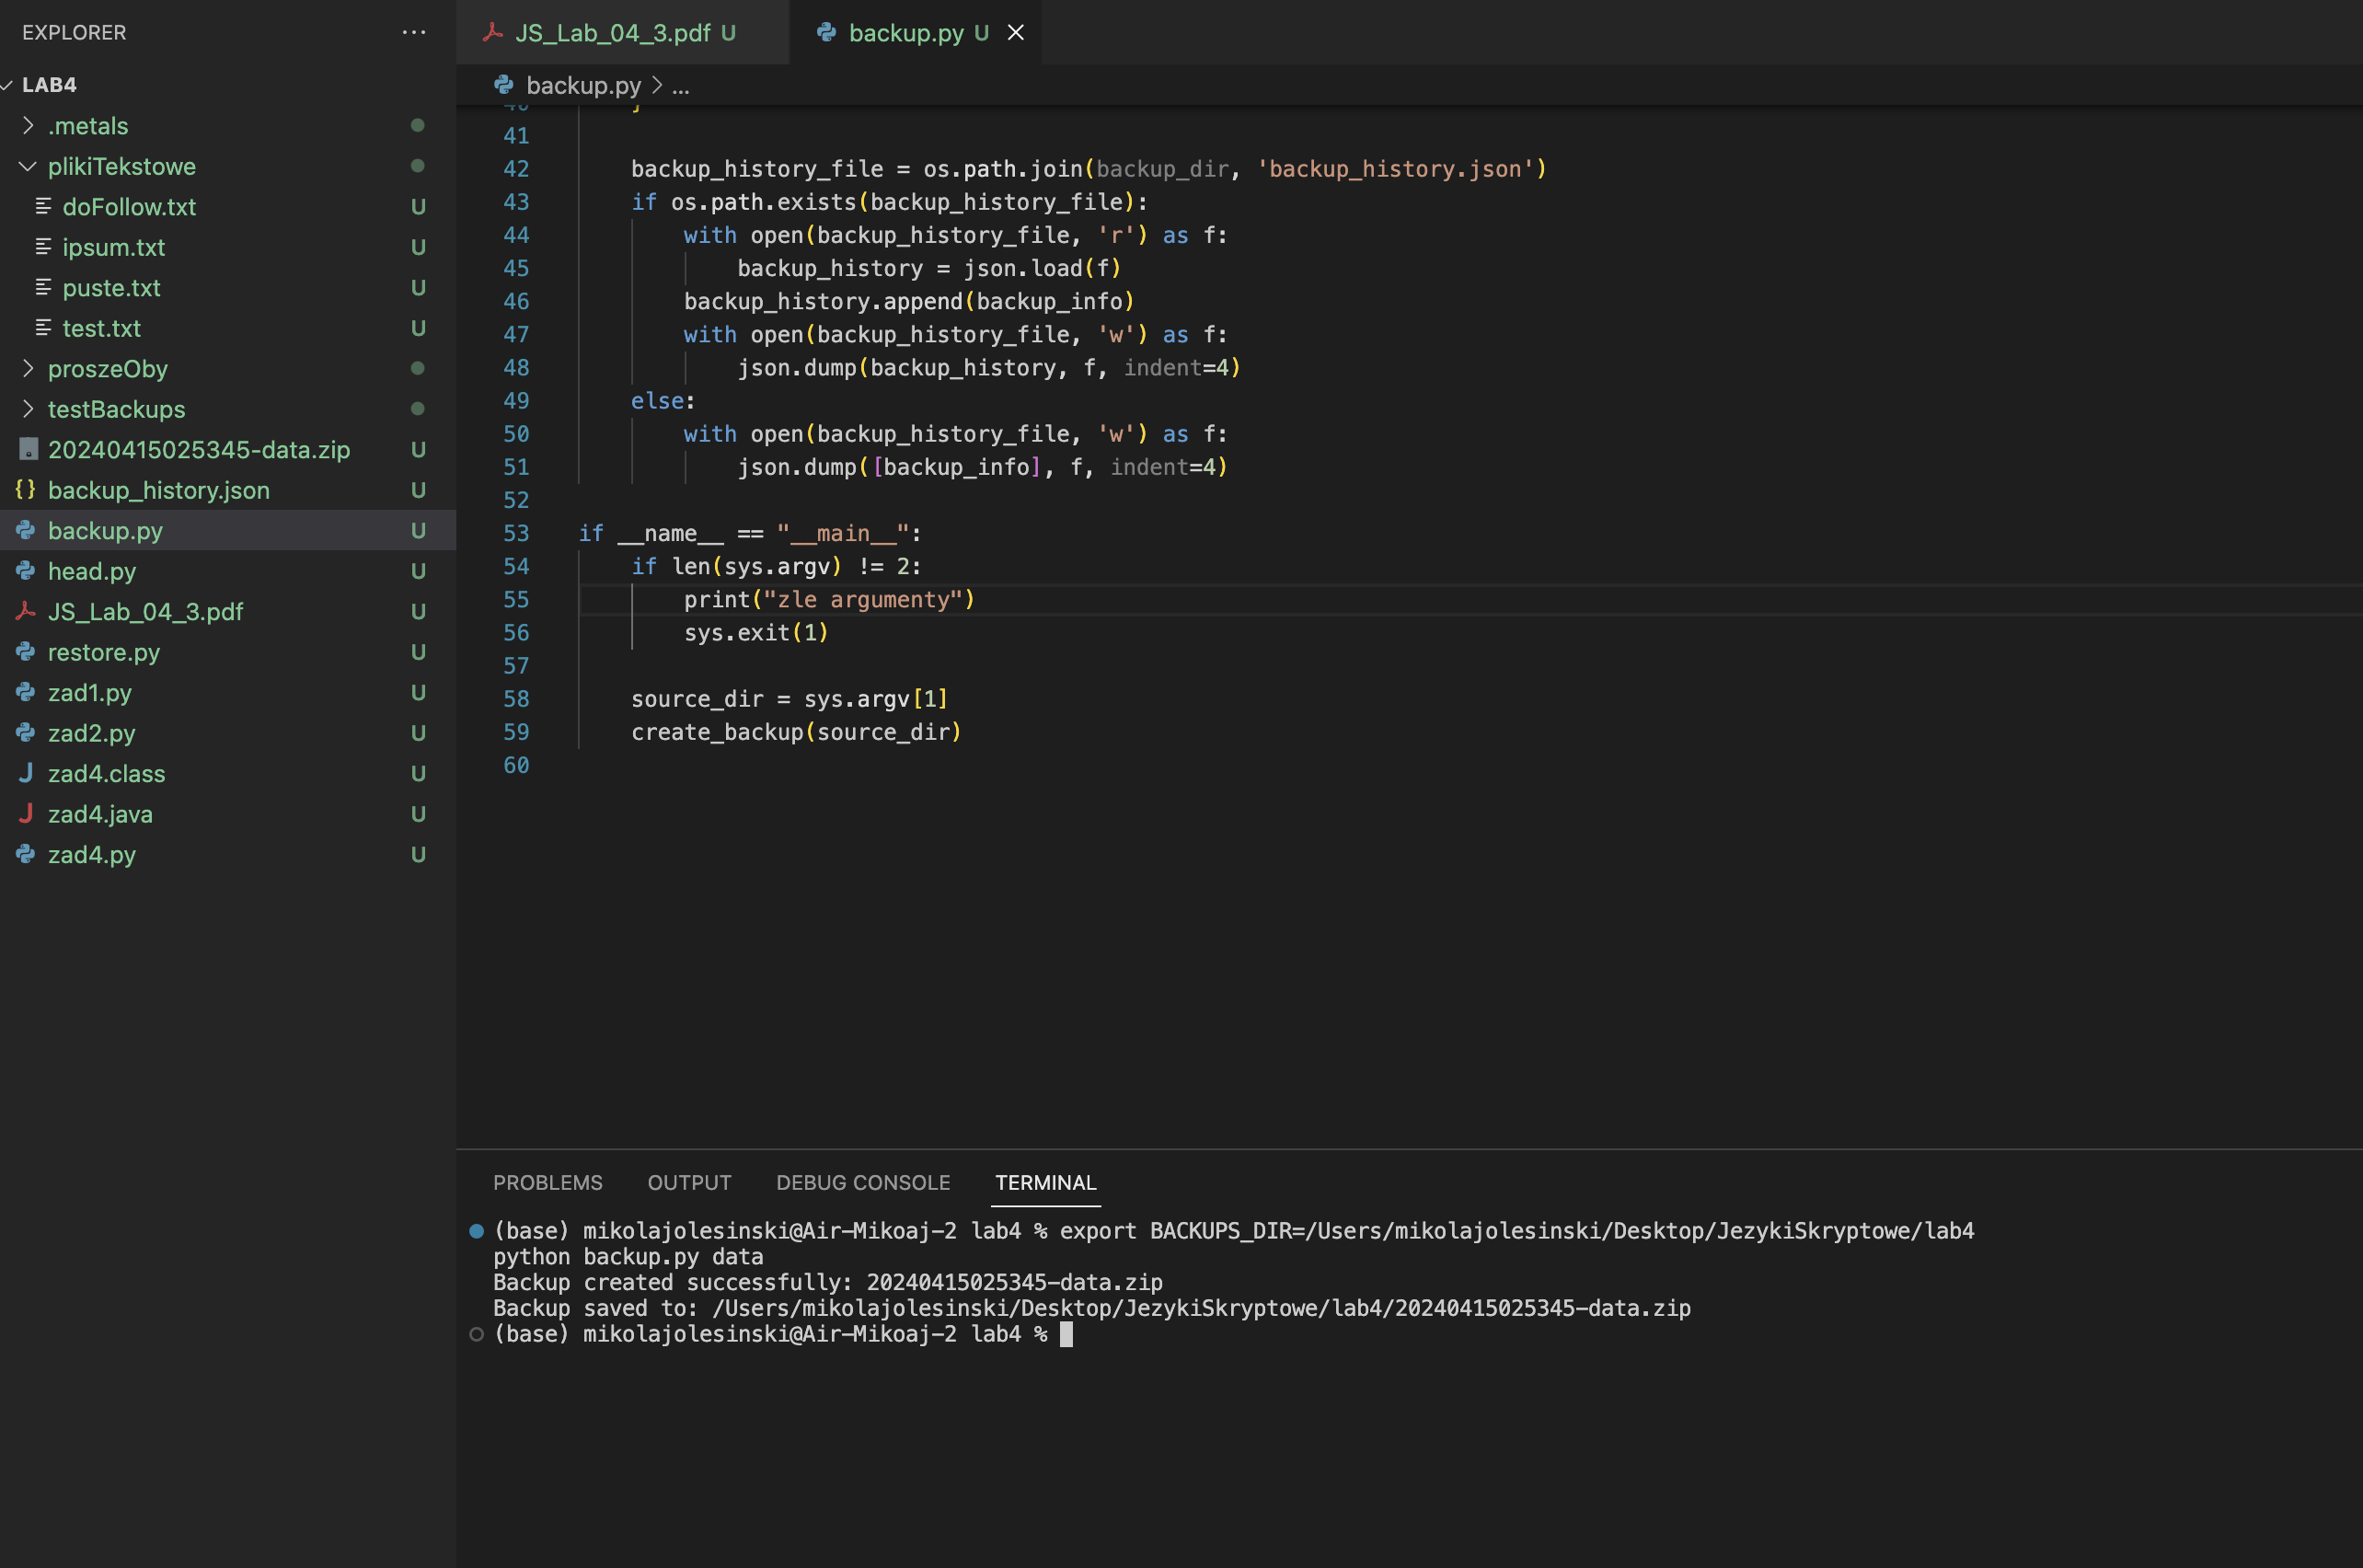 EXPLORER
LAB4
.metals
plikiTekstowe
doFollow.txt U
ipsum.txt U
puste.txt U
test.txt U
proszeOby
testBackups
20240415025345-data.zip U
backup_history.json U
backup.py U
head.py U
JS_Lab_04_3.pdf U
restore.py U
zad1.py U
zad2.py U
zad4.class U
zad4.java U
zad4.py U
JS_Lab_04_3.pdf U
backup.py U
backup.py > ...
40 }
41
42 backup_history_file = os.path.join(backup_dir, 'backup_history.json')
43 if os.path.exists(backup_history_file):
44 with open(backup_history_file, 'r') as f:
45 backup_history = json.load(f)
46 backup_history.append(backup_info)
47 with open(backup_history_file, 'w') as f:
48 json.dump(backup_history, f, indent=4)
49 else:
50 with open(backup_history_file, 'w') as f:
51 json.dump([backup_info], f, indent=4)
52
53 if __name__ == "__main__":
54 if len(sys.argv) != 2:
55 print("zle argumenty")
56 sys.exit(1)
57
58 source_dir = sys.argv[1]
59 create_backup(source_dir)
60
PROBLEMS OUTPUT DEBUG CONSOLE TERMINAL
(base) mikolajolesinski@Air-Mikoaj-2 lab4 % export BACKUPS_DIR=/Users/mikolajolesinski/Desktop/JezykiSkryptowe/lab4
python backup.py data
Backup created successfully: 20240415025345-data.zip
Backup saved to: /Users/mikolajolesinski/Desktop/JezykiSkryptowe/lab4/20240415025345-data.zip
(base) mikolajolesinski@Air-Mikoaj-2 lab4 %